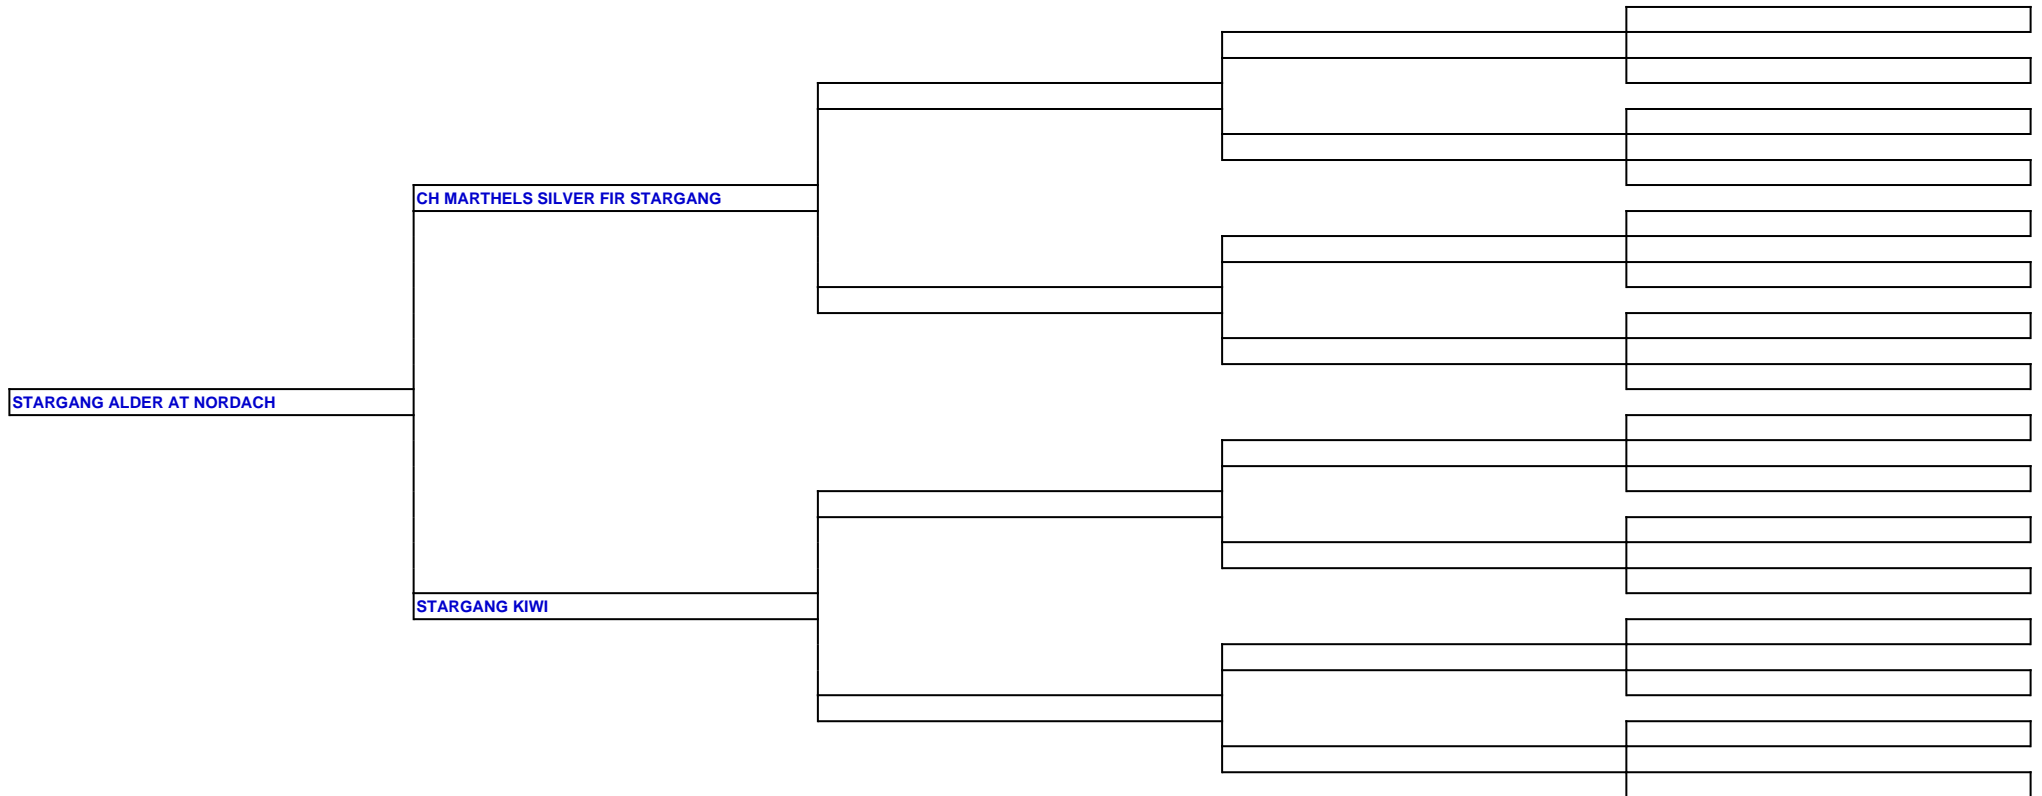 CH MARTHELS SILVER FIR STARGANG
STARGANG ALDER AT NORDACH
STARGANG KIWI